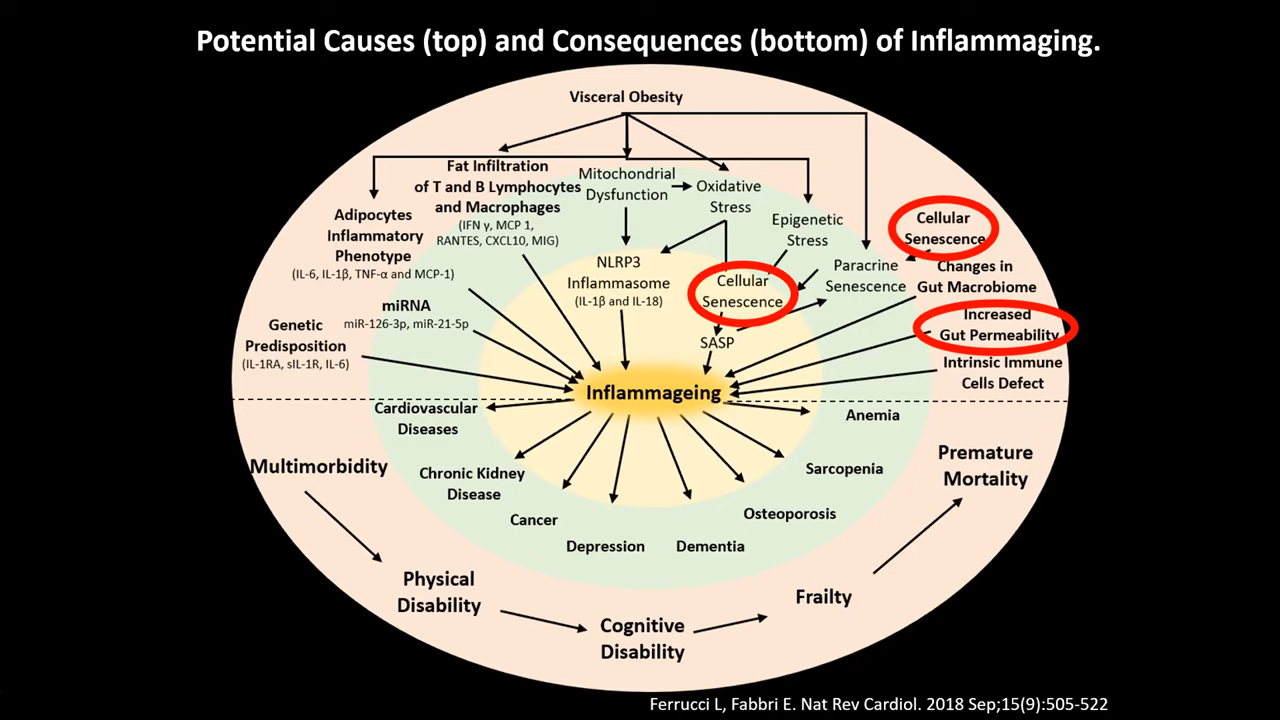 Potential Causes (top) and Consequences (bottom) of Inflammaging.
Visceral Obesity
Fat Infiltration
of T and B Lymphocytes
and Macrophages
(IFN γ, MCP 1,
RANTES, CXCL10, MIG)
Mitochondrial
Dysfunction
Oxidative
Stress
Adipocytes
Inflammatory
Phenotype
(IL-6, IL-1β, TNF-α and MCP-1)
Epigenetic
Stress
Cellular
Senescence
Paracrine
Senescence
Changes in
Gut Macrobiome
NLRP3
Inflammasome
(IL-1β and IL-18)
Cellular
Senescence
SASP
miRNA
miR-126-3p, miR-21-5p
Genetic
Predisposition
(IL-1RA, sIL-1R, IL-6)
Increased
Gut Permeability
Intrinsic Immune
Cells Defect
Inflammageing
Cardiovascular
Diseases
Anemia
Multimorbidity
Chronic Kidney
Disease
Sarcopenia
Premature
Mortality
Cancer
Osteoporosis
Depression
Dementia
Physical
Disability
Cognitive
Disability
Frailty
Ferrucci L, Fabbri E. Nat Rev Cardiol. 2018 Sep;15(9):505-522